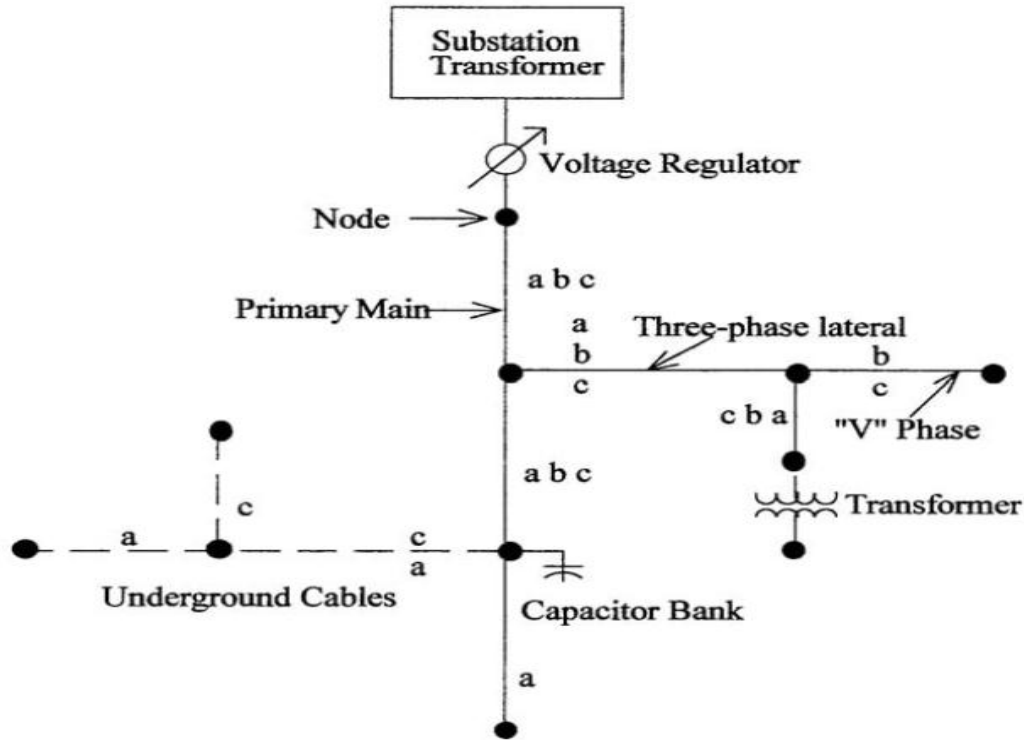 Substation
Transformer
Voltage Regulator
Node
a b c
Primary Main
a
b
c
Three-phase lateral
b
c
c b a
"V" Phase
a b c
Transformer
c
a
c
a
Underground Cables
Capacitor Bank
a